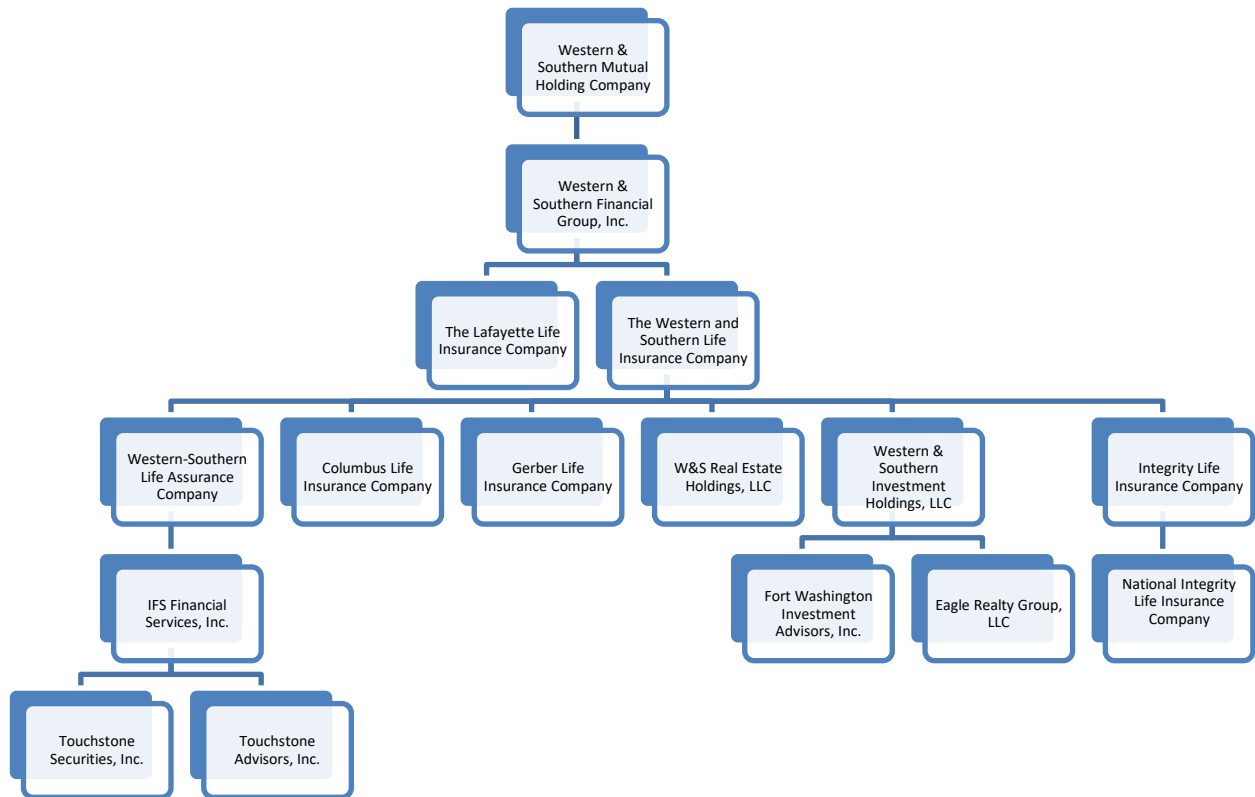 Western &
Southern Mutual
Holding Company
Western &
Southern Financial
Group, Inc.
The Lafayette Life
Insurance Company
The Western and
Southern Life
Insurance Company
Western-Southern
Life Assurance
Company
Columbus Life
Insurance Company
Gerber Life
Insurance Company
W&S Real Estate
Holdings, LLC
Western &
Southern
Investment
Holdings, LLC
Integrity Life
Insurance Company
IFS Financial
Services, Inc.
Fort Washington
Investment
Advisors, Inc.
Eagle Realty Group,
LLC
National Integrity
Life Insurance
Company
Touchstone
Securities, Inc.
Touchstone
Advisors, Inc.